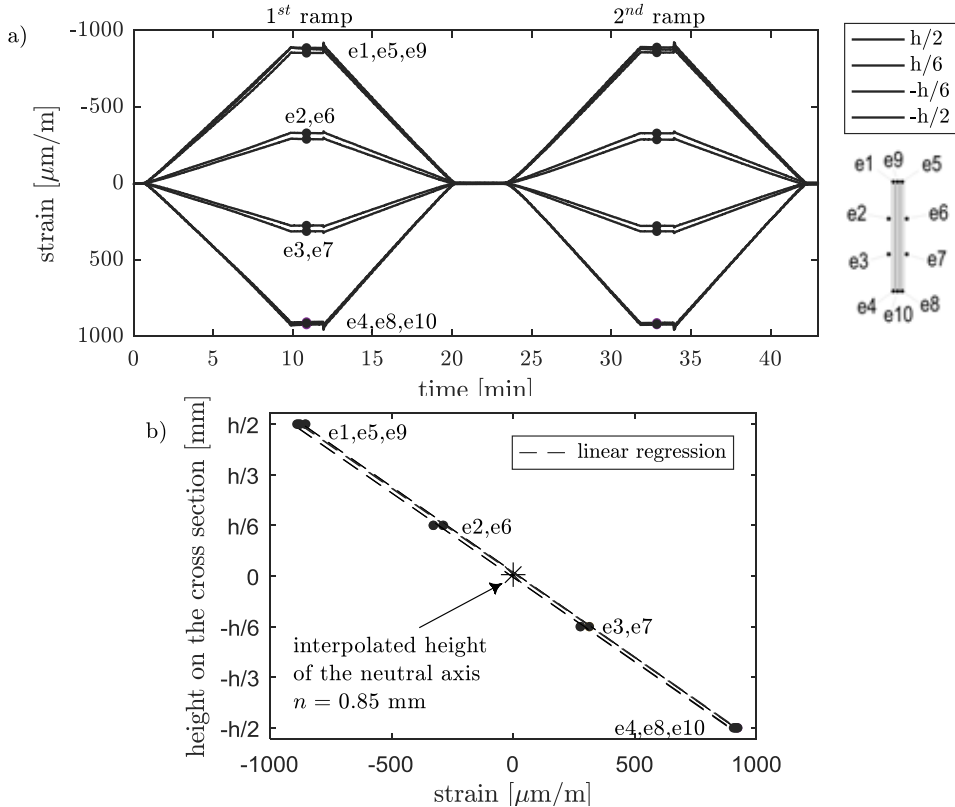 a)
1st ramp
2nd ramp
strain [μm/m]
-1000
-500
0
500
1000
e1,e5,e9
e2,e6
e3,e7
e4,e8,e10
0
5
10
15
20
25
30
35
40
time [min]
h/2
h/6
-h/6
-h/2
e9
e1
e5
e2
e6
e3
e7
e4
e8
e10
b)
height on the cross section [mm]
h/2
h/3
h/6
0
-h/6
-h/3
-h/2
e1,e5,e9
linear regression
e2,e6
e3,e7
interpolated height
of the neutral axis
n = 0.85 mm
e4,e8,e10
-1000
-500
0
500
1000
strain [μm/m]